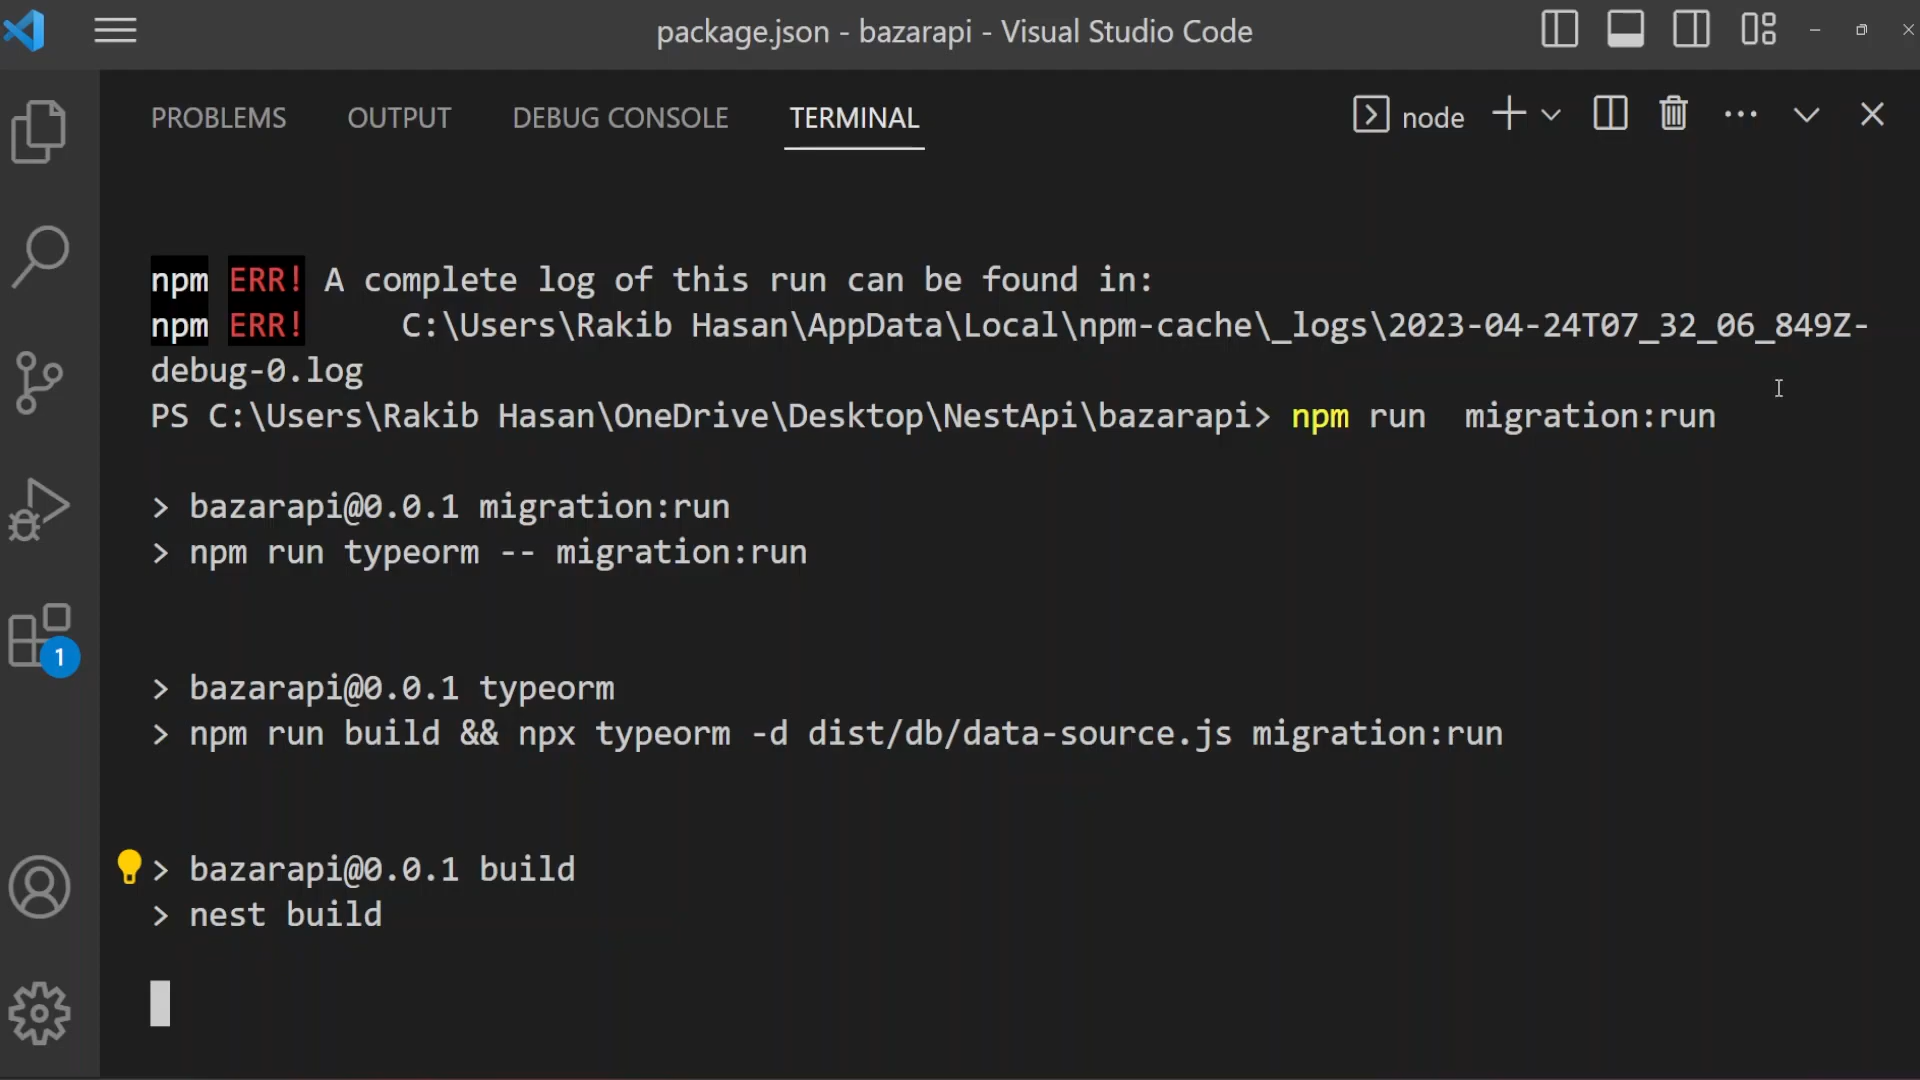 package.json - bazarapi - Visual Studio Code
PROBLEMS OUTPUT DEBUG CONSOLE TERMINAL node
npm ERR! A complete log of this run can be found in:
npm ERR!     C:\Users\Rakib Hasan\AppData\Local\npm-cache\_logs\2023-04-24T07_32_06_849Z-
debug-0.log
PS C:\Users\Rakib Hasan\OneDrive\Desktop\NestApi\bazarapi> npm run  migration:run
> bazarapi@0.0.1 migration:run
> npm run typeorm -- migration:run
> bazarapi@0.0.1 typeorm
> npm run build && npx typeorm -d dist/db/data-source.js migration:run
> bazarapi@0.0.1 build
> nest build
1